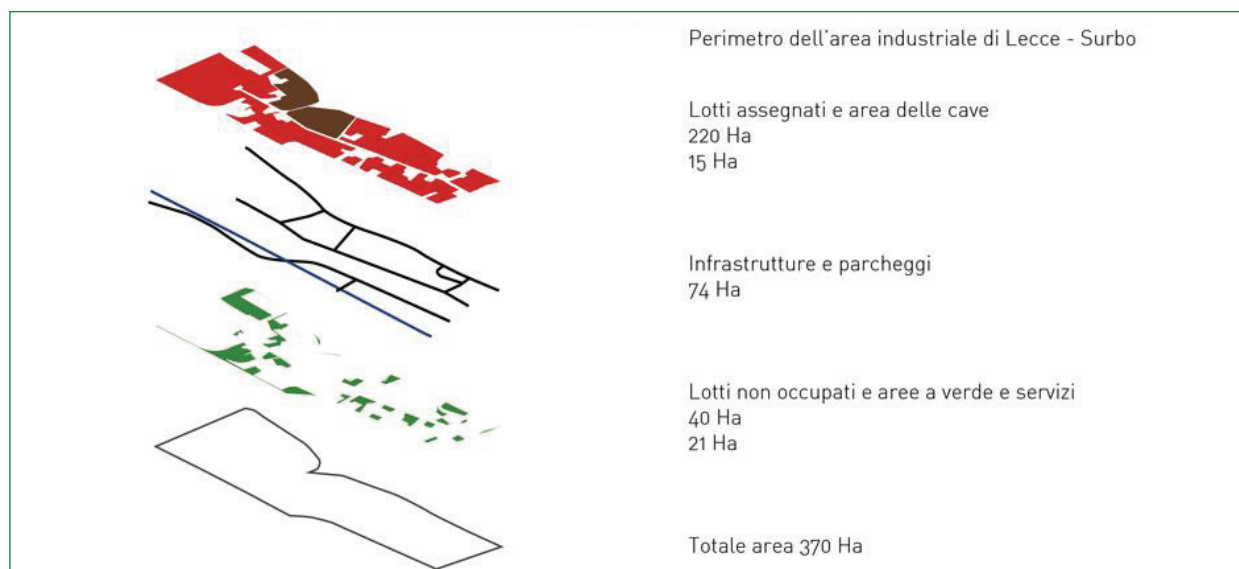 Perimetro dell'area industriale di Lecce - Surbo
Lotti assegnati e area delle cave
220 Ha
15 Ha
Infrastrutture e parcheggi
74 Ha
Lotti non occupati e aree a verde e servizi
40 Ha
21 Ha
Totale area 370 Ha